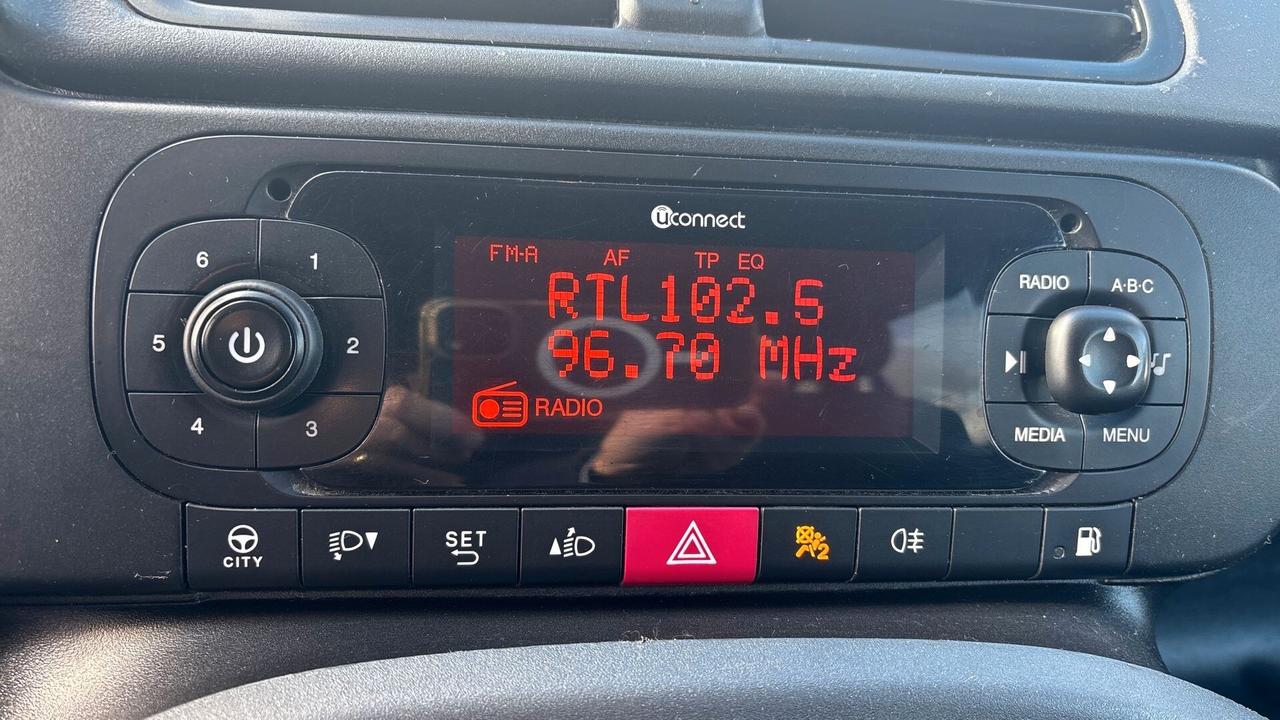 uconnect
FM-A AF TP EQ
RTL102.5
96.70 MHz
RADIO
6 1
5 2
4 3
RADIO A·B·C
MEDIA MENU
CITY
SET
2